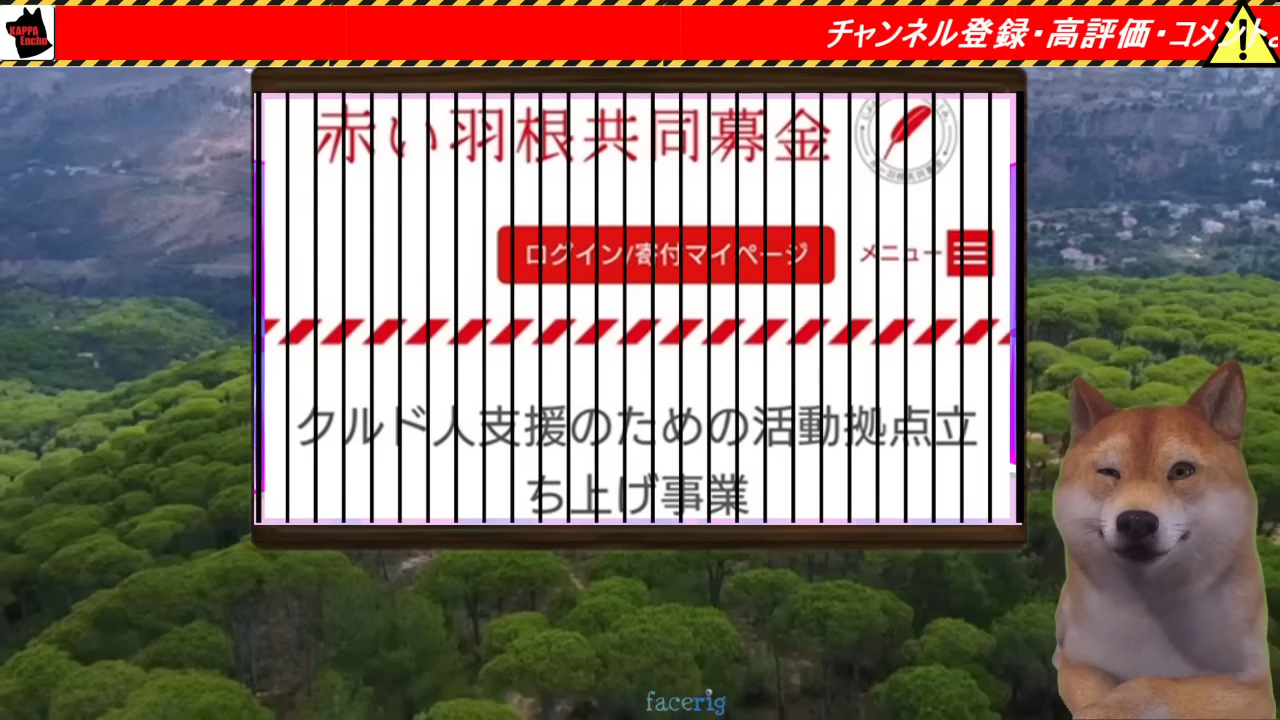 KAPPA
Encho
チャンネル登録・高評価・コメント。
赤い羽根共同募金
ログイン/寄付マイページ
メニュー
クルド人支援のための活動拠点立
ち上げ事業
facerig